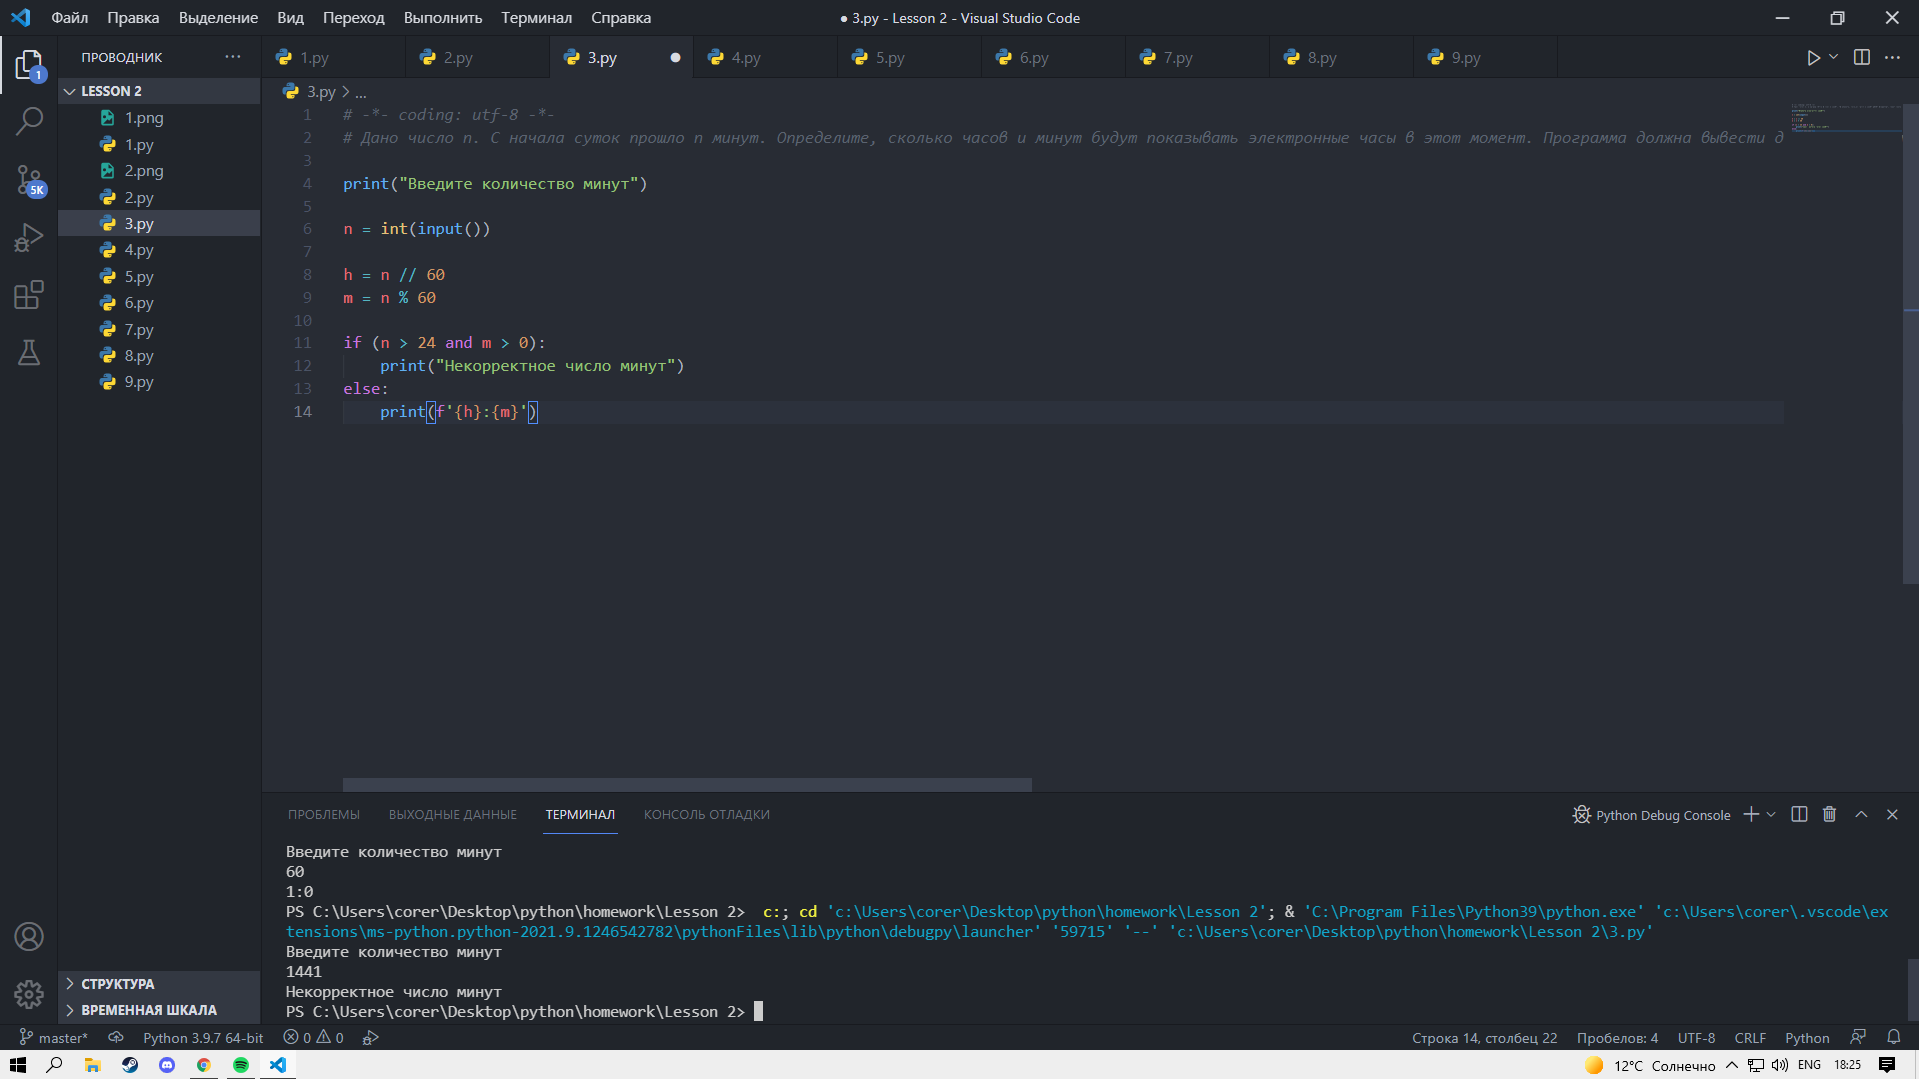 Файл Правка Выделение Вид Переход Выполнить Терминал Справка
● 3.py - Lesson 2 - Visual Studio Code
ПРОВОДНИК ...
1.py 2.py 3.py 4.py 5.py 6.py 7.py 8.py 9.py
1
LESSON 2
1.png
1.py
2.png
2.py
3.py
4.py
5.py
6.py
7.py
8.py
9.py
5K
СТРУКТУРА
ВРЕМЕННАЯ ШКАЛА
3.py > ...
1 # -*- coding: utf-8 -*-
2 # Дано число n. С начала суток прошло n минут. Определите, сколько часов и минут будут показывать электронные часы в этот момент. Программа должна вывести д
3
4 print("Введите количество минут")
5
6 n = int(input())
7
8 h = n // 60
9 m = n % 60
10
11 if (n > 24 and m > 0):
12     print("Некорректное число минут")
13 else:
14     print(f'{h}:{m}')
ПРОБЛЕМЫ ВЫХОДНЫЕ ДАННЫЕ ТЕРМИНАЛ КОНСОЛЬ ОТЛАДКИ
Python Debug Console
Введите количество минут
60
1:0
PS C:\Users\corer\Desktop\python\homework\Lesson 2>  c:; cd 'c:\Users\corer\Desktop\python\homework\Lesson 2'; & 'C:\Program Files\Python39\python.exe' 'c:\Users\corer\.vscode\ex
tensions\ms-python.python-2021.9.1246542782\pythonFiles\lib\python\debugpy\launcher' '59715' '--' 'c:\Users\corer\Desktop\python\homework\Lesson 2\3.py'
Введите количество минут
1441
Некорректное число минут
PS C:\Users\corer\Desktop\python\homework\Lesson 2>
master* Python 3.9.7 64-bit 0 0
Строка 14, столбец 22 Пробелов: 4 UTF-8 CRLF Python
12°C Солнечно ENG 18:25